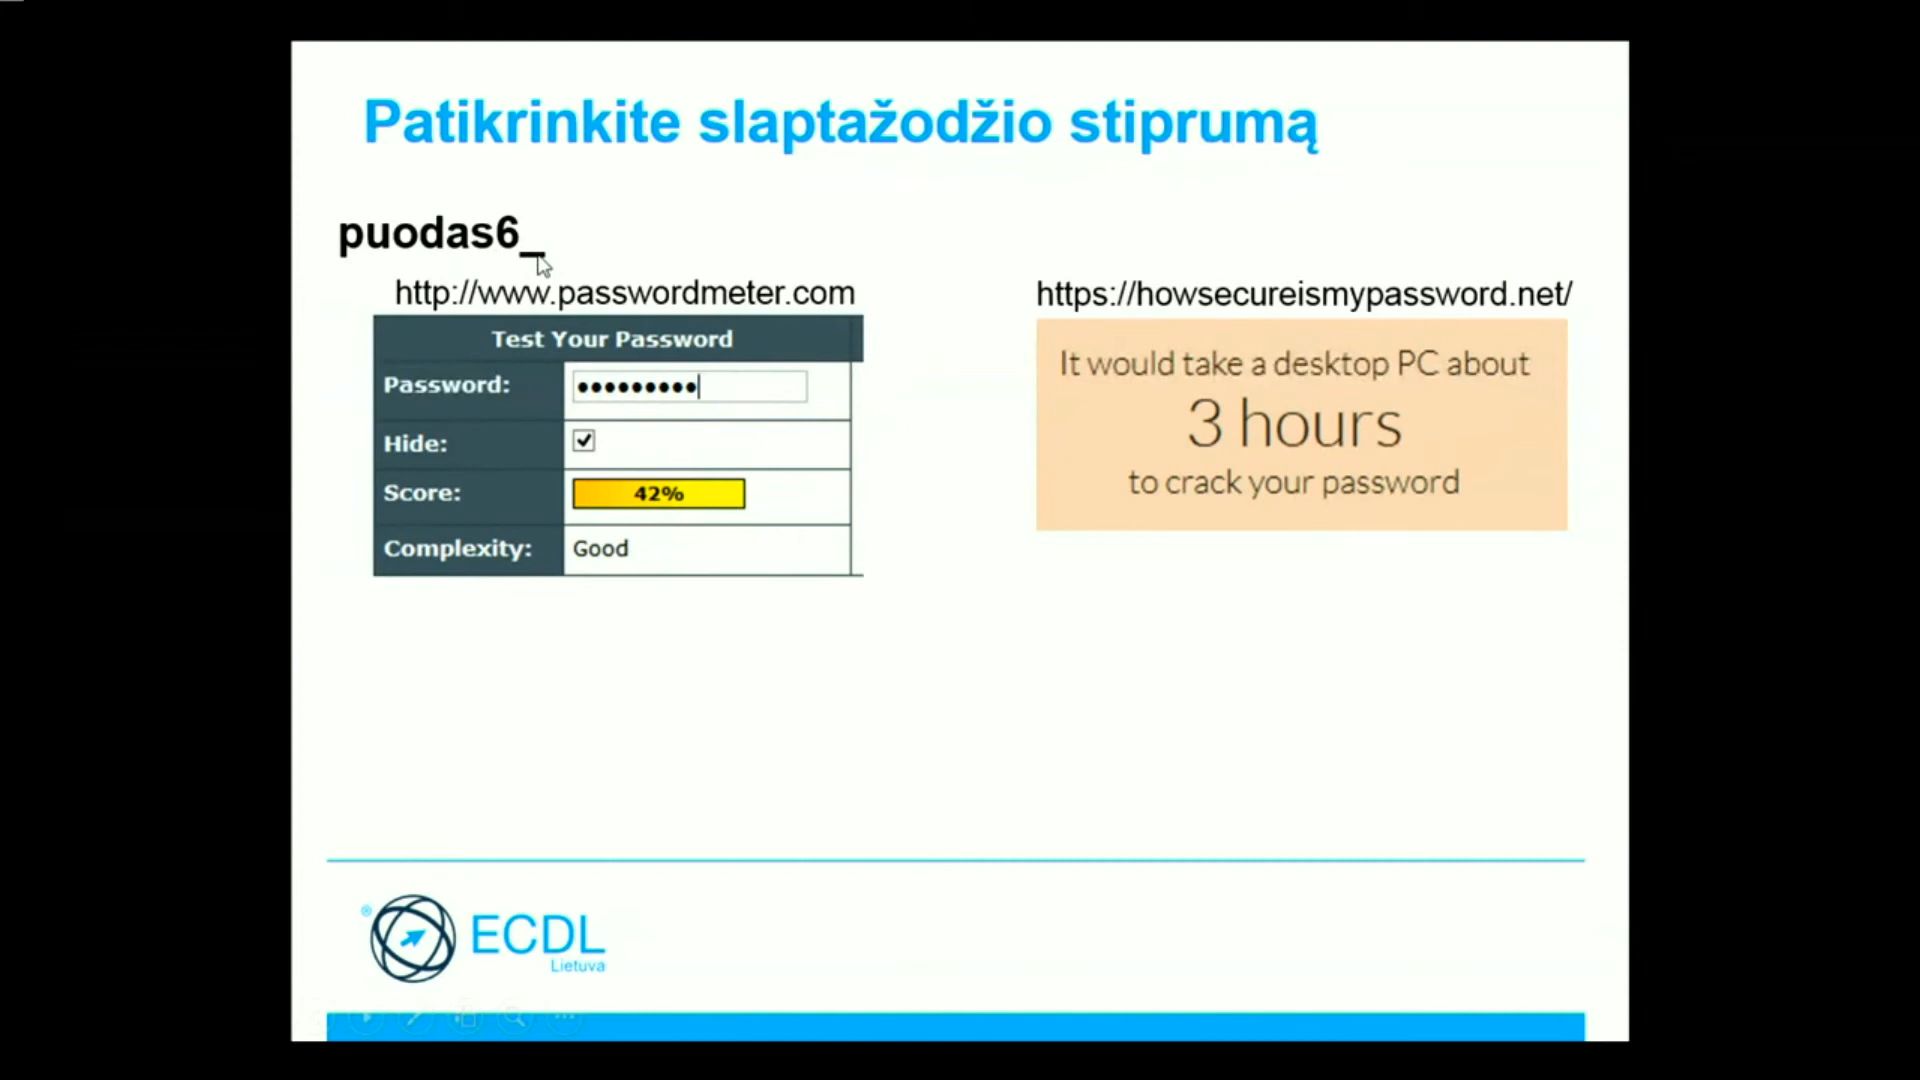 Patikrinkite slaptažodžio stiprumą
puodas6_
http://www.passwordmeter.com
Test Your Password
Password: •••••••••
Hide:
Score: 42%
Complexity: Good
https://howsecureismypassword.net/
It would take a desktop PC about
3 hours
to crack your password
® ECDL
Lietuva